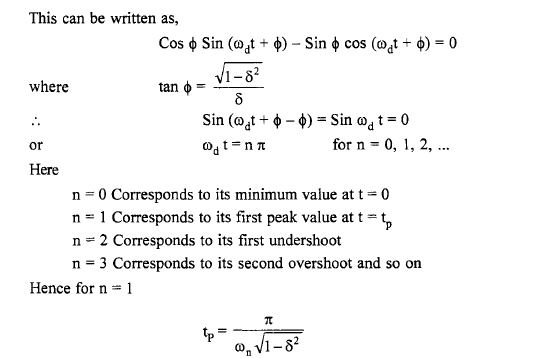 This can be written as,
Cos ϕ Sin (ω_d t + ϕ) – Sin ϕ cos (ω_d t + ϕ) = 0
where tan ϕ = √(1–δ²) / δ
∴ Sin (ω_d t + ϕ – ϕ) = Sin ω_d t = 0
or ω_d t = n π for n = 0, 1, 2, ...
Here
n = 0 Corresponds to its minimum value at t = 0
n = 1 Corresponds to its first peak value at t = t_p
n = 2 Corresponds to its first undershoot
n = 3 Corresponds to its second overshoot and so on
Hence for n = 1
t_p = π / (ω_n √(1–δ²))